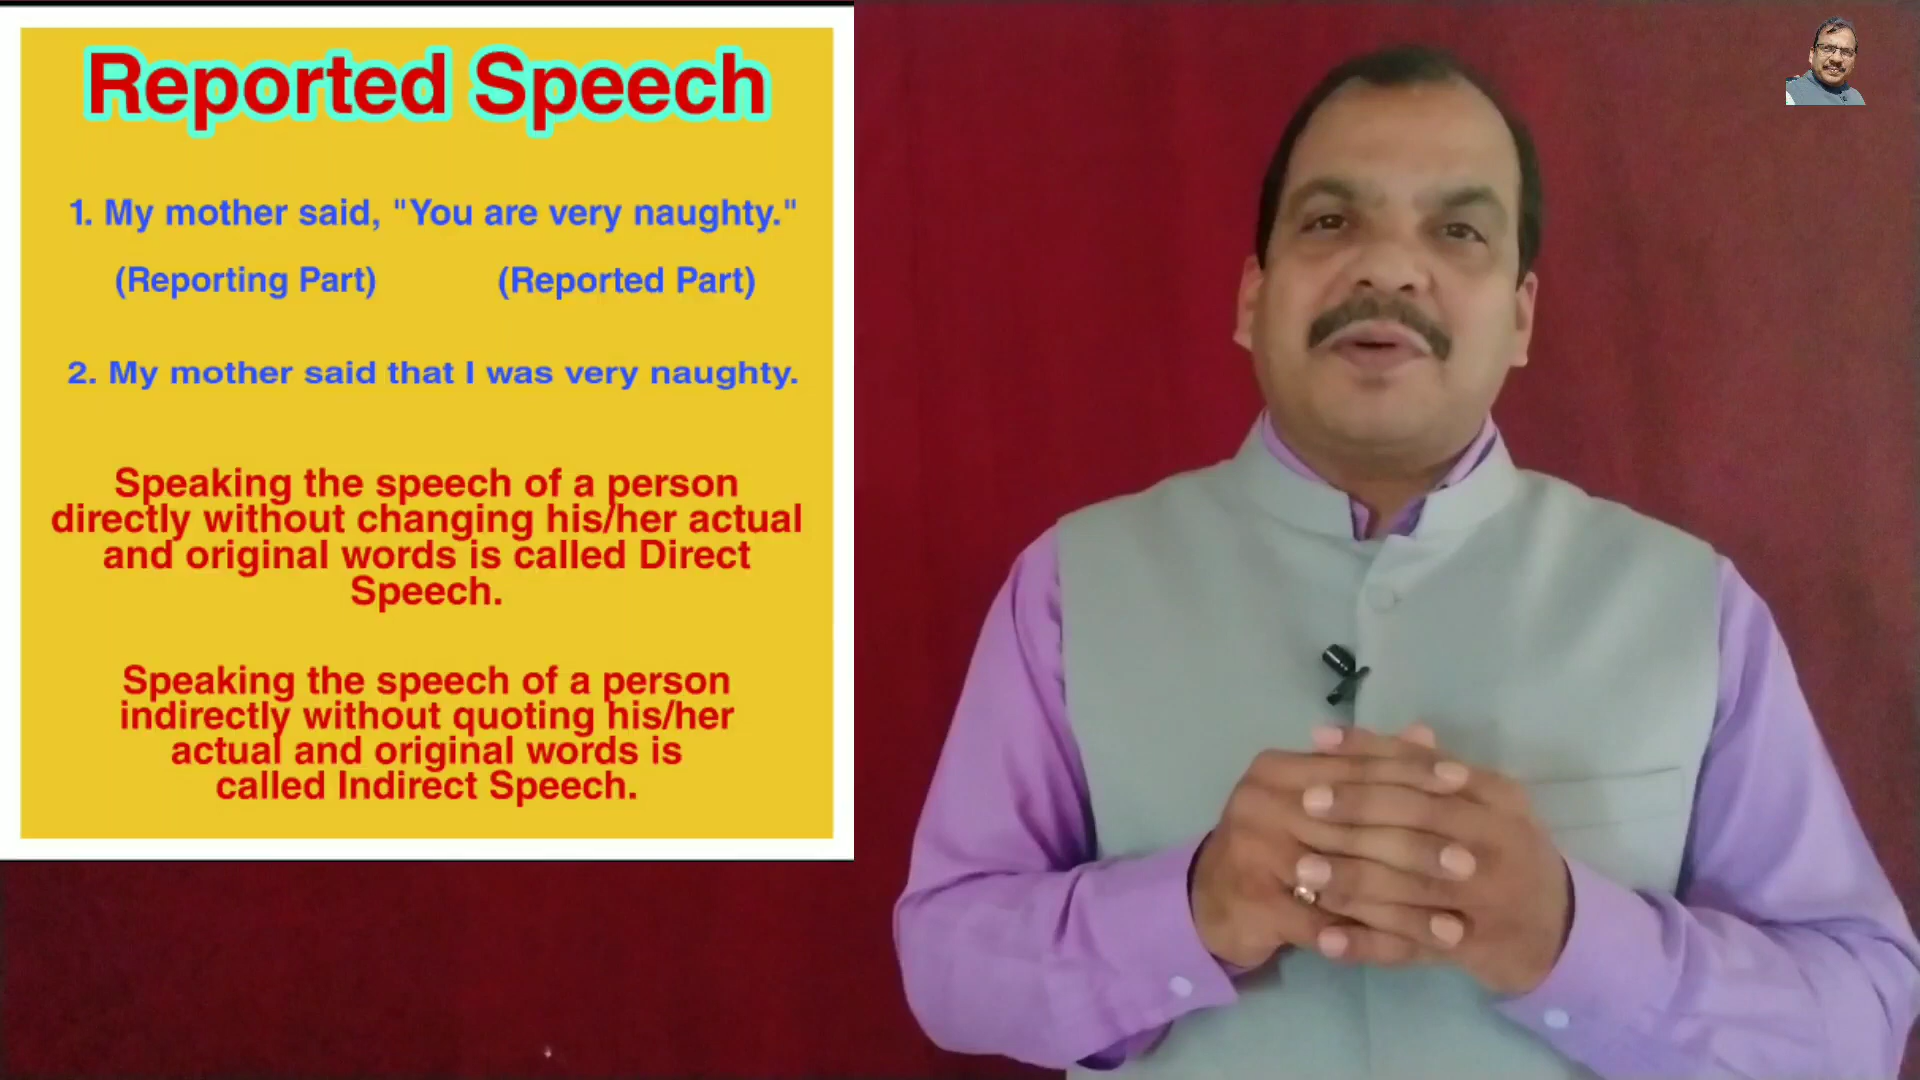 Reported Speech
1. My mother said, "You are very naughty."
(Reporting Part) (Reported Part)
2. My mother said that I was very naughty.
Speaking the speech of a person
directly without changing his/her actual
and original words is called Direct
Speech.
Speaking the speech of a person
indirectly without quoting his/her
actual and original words is
called Indirect Speech.